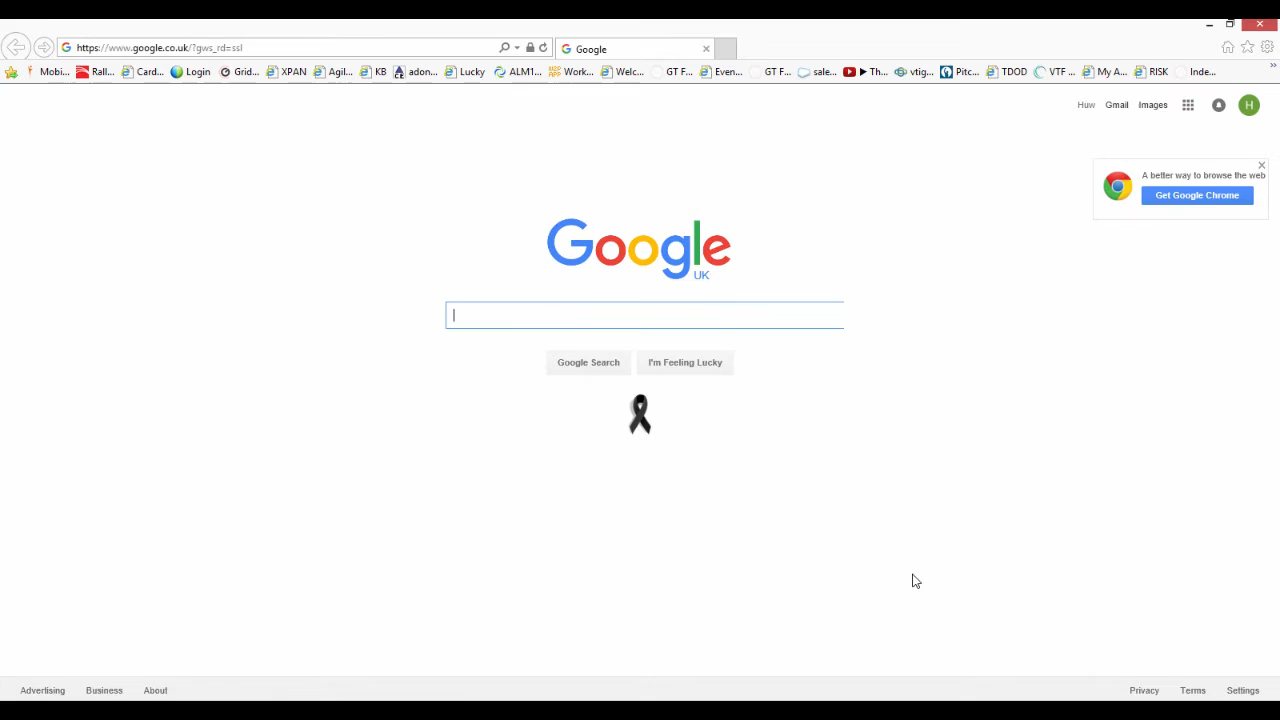 https://www.google.co.uk/?gws_rd=ssl
Google
Mobi... Rall... Card... Login Grid... XPAN Agil... KB adon... Lucky ALM1... Work... Welc... GT F... Even... GT F... sale... Th... vtig... Pitc... TDOD VTF ... My A... RISK Inde...
Huw Gmail Images H
A better way to browse the web
Get Google Chrome
Google
UK
Google Search I'm Feeling Lucky
Advertising Business About Privacy Terms Settings